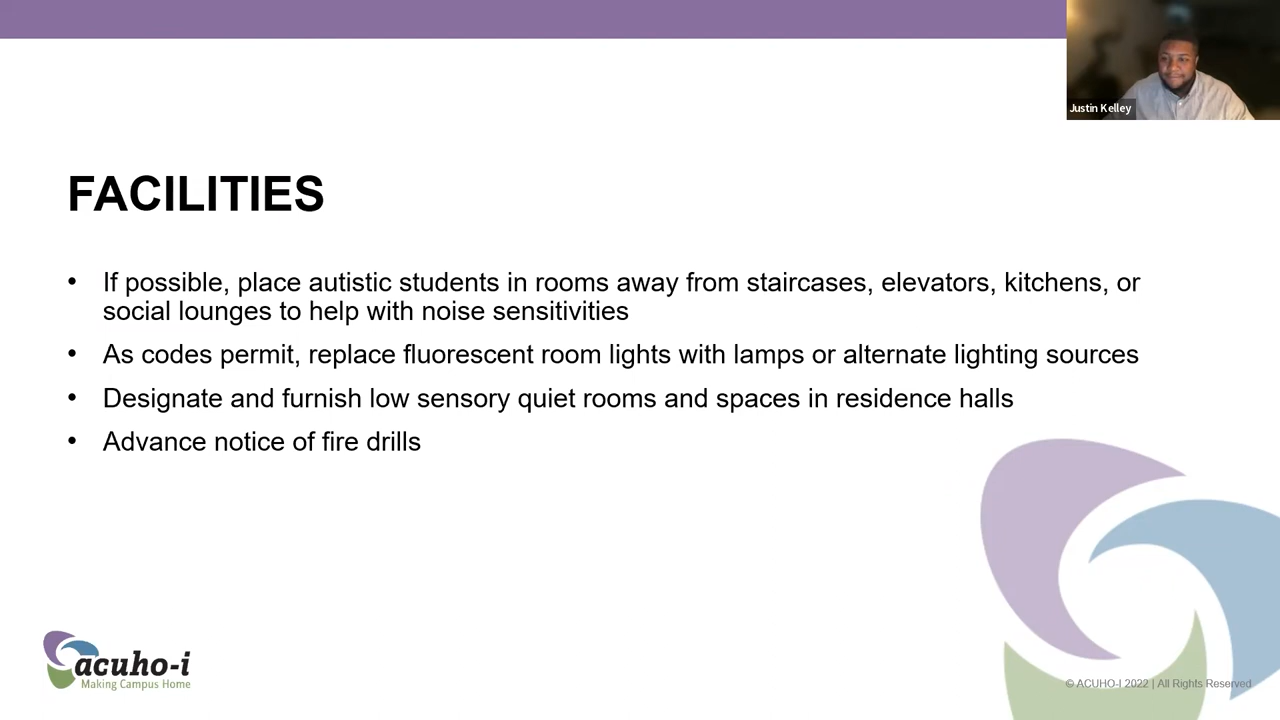 Justin Kelley
FACILITIES
• If possible, place autistic students in rooms away from staircases, elevators, kitchens, or
social lounges to help with noise sensitivities
• As codes permit, replace fluorescent room lights with lamps or alternate lighting sources
• Designate and furnish low sensory quiet rooms and spaces in residence halls
• Advance notice of fire drills
acuho-i
Making Campus Home
© ACUHO-I 2022 | All Rights Reserved